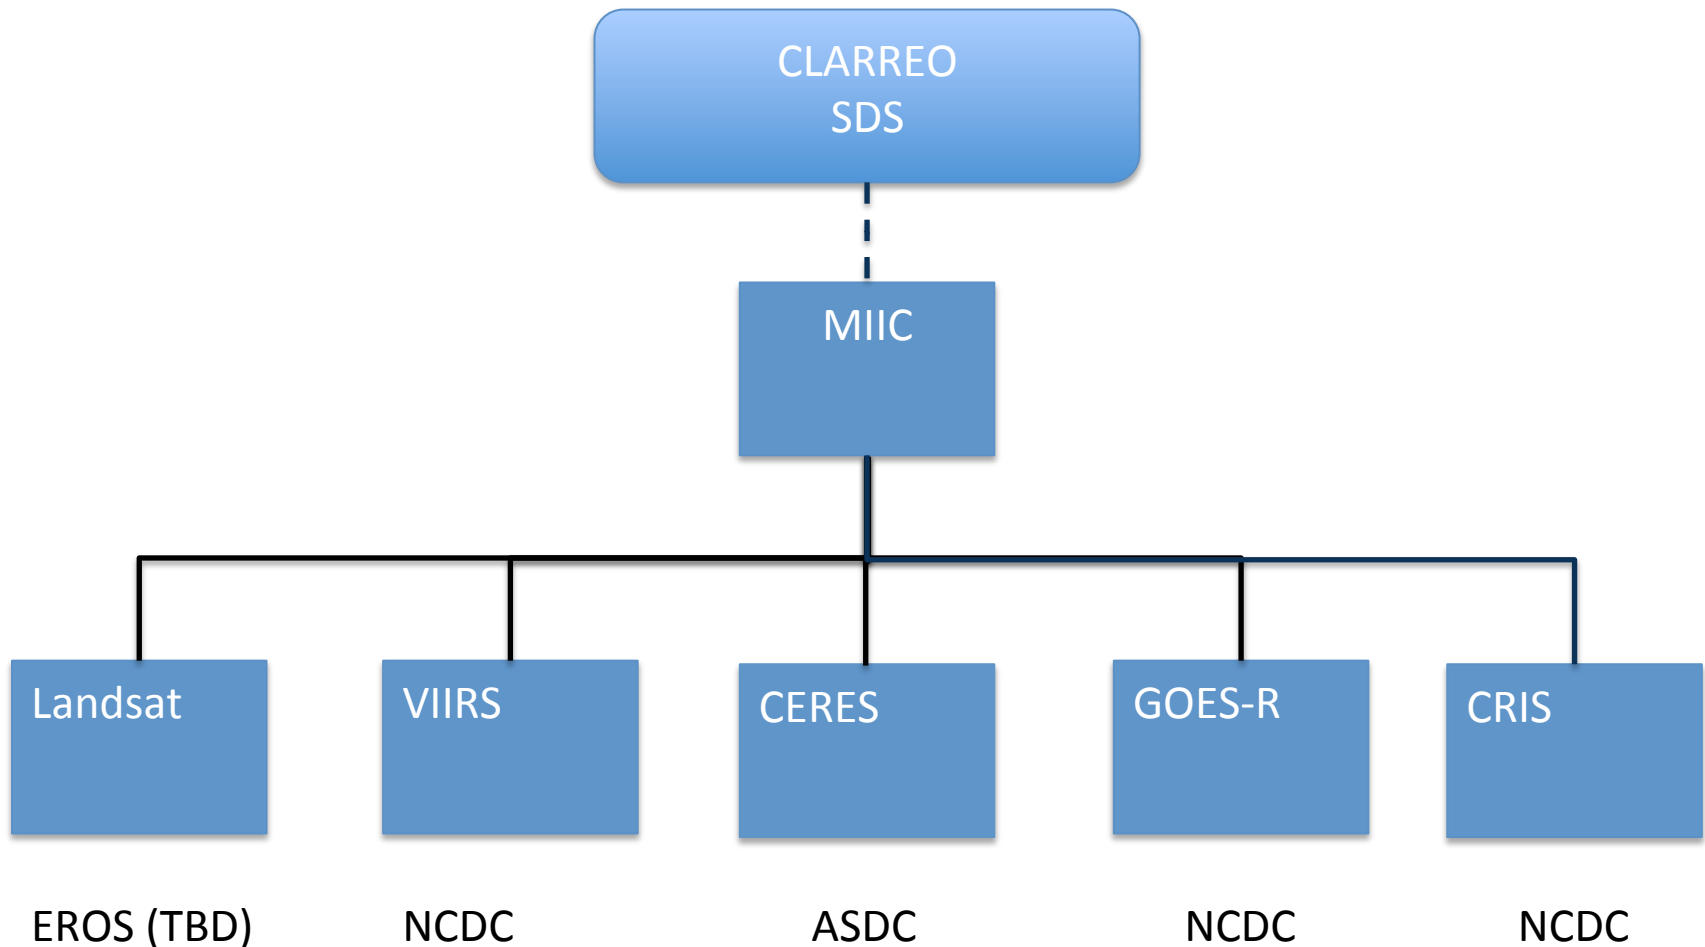 CLARREO
SDS
MIIC
Landsat
VIIRS
CERES
GOES-R
CRIS
EROS (TBD)
NCDC
ASDC
NCDC
NCDC